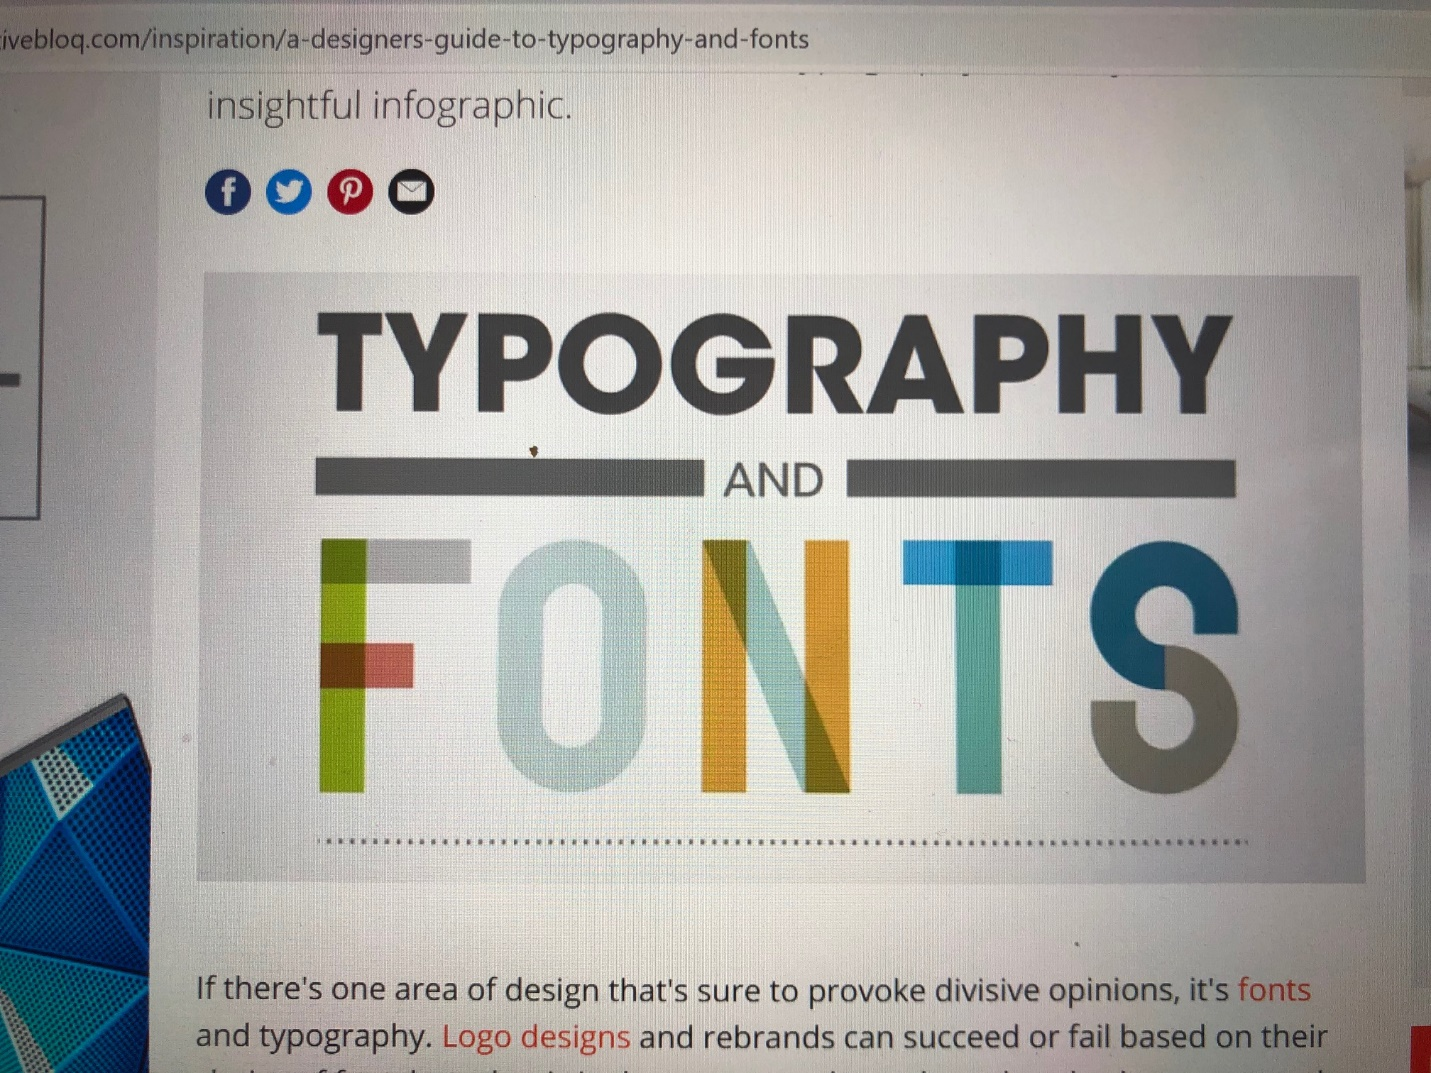 ivebloq.com/inspiration/a-designers-guide-to-typography-and-fonts
insightful infographic.
TYPOGRAPHY
AND
FONTS
If there's one area of design that's sure to provoke divisive opinions, it's fonts
and typography. Logo designs and rebrands can succeed or fail based on their